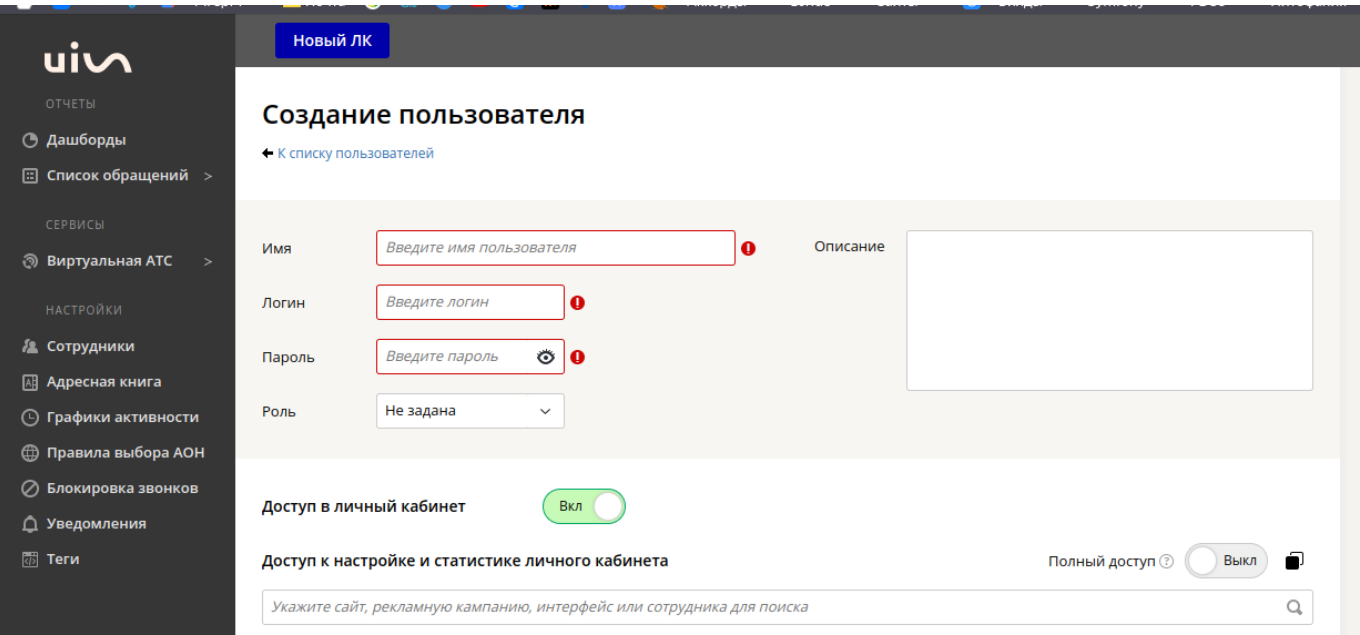 Новый ЛК
uis
ОТЧЕТЫ
Дашборды
Список обращений >
СЕРВИСЫ
Виртуальная АТС >
НАСТРОЙКИ
Сотрудники
Адресная книга
Графики активности
Правила выбора АОН
Блокировка звонков
Уведомления
Теги
Создание пользователя
К списку пользователей
Имя
Введите имя пользователя
Описание
Логин
Введите логин
Пароль
Введите пароль
Роль
Не задана
Доступ в личный кабинет
Вкл
Доступ к настройке и статистике личного кабинета
Полный доступ ?
Выкл
Укажите сайт, рекламную кампанию, интерфейс или сотрудника для поиска